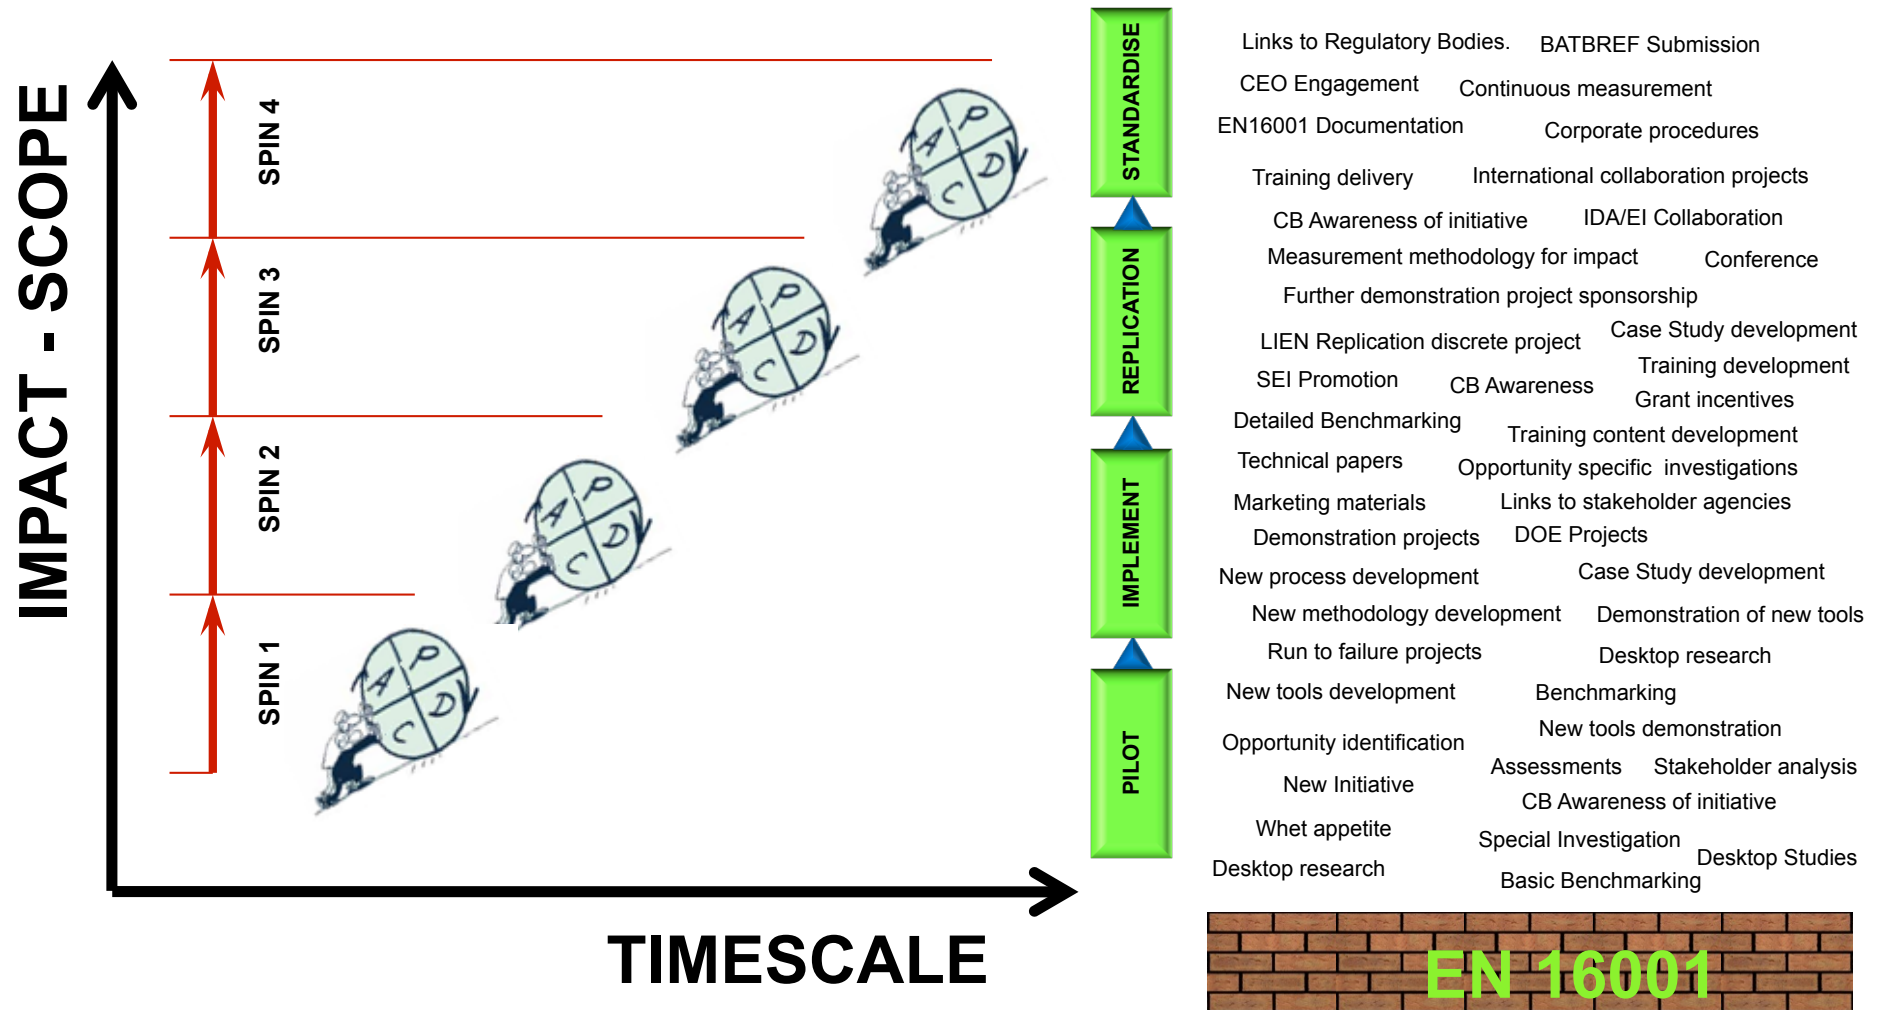 IMPACT - SCOPE
SPIN 4
SPIN 3
SPIN 2
SPIN 1
A P D C
A P D C
A P D C
A P D C
TIMESCALE
STANDARDISE
REPLICATION
IMPLEMENT
PILOT
Links to Regulatory Bodies. BATBREF Submission
CEO Engagement Continuous measurement
EN16001 Documentation Corporate procedures
Training delivery International collaboration projects
CB Awareness of initiative IDA/EI Collaboration
Measurement methodology for impact Conference
Further demonstration project sponsorship
LIEN Replication discrete project Case Study development
Training development
SEI Promotion CB Awareness
Grant incentives
Detailed Benchmarking Training content development
Technical papers Opportunity specific investigations
Marketing materials Links to stakeholder agencies
Demonstration projects DOE Projects
New process development Case Study development
New methodology development Demonstration of new tools
Run to failure projects Desktop research
New tools development Benchmarking
New tools demonstration
Opportunity identification
Assessments Stakeholder analysis
New Initiative
CB Awareness of initiative
Whet appetite Special Investigation
Desktop Studies
Desktop research Basic Benchmarking
EN 16001